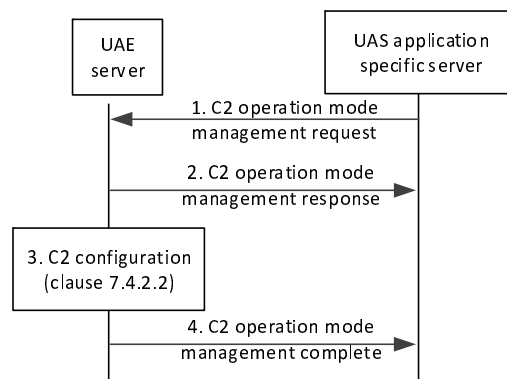 UAE
server
UAS application
specific server
1. C2 operation mode
management request
2. C2 operation mode
management response
3. C2 configuration
(clause 7.4.2.2)
4. C2 operation mode
management complete